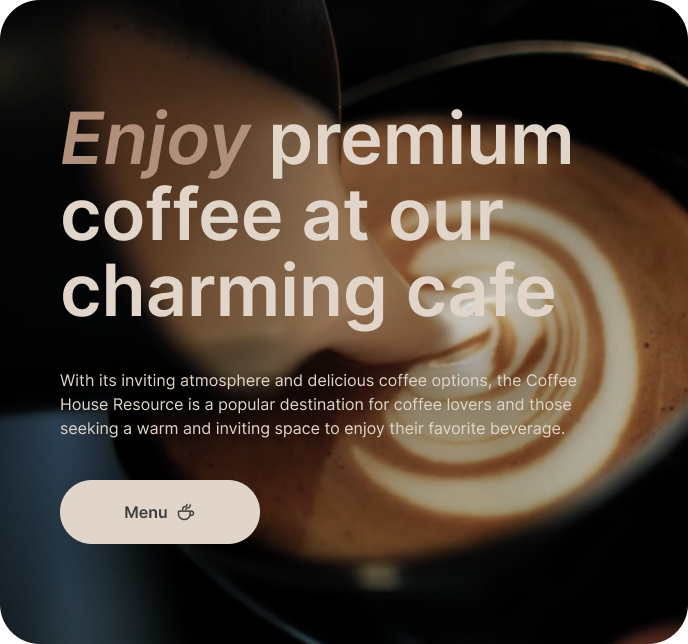 Enjoy premium
coffee at our
charming cafe
With its inviting atmosphere and delicious coffee options, the Coffee
House Resource is a popular destination for coffee lovers and those
seeking a warm and inviting space to enjoy their favorite beverage.
Menu